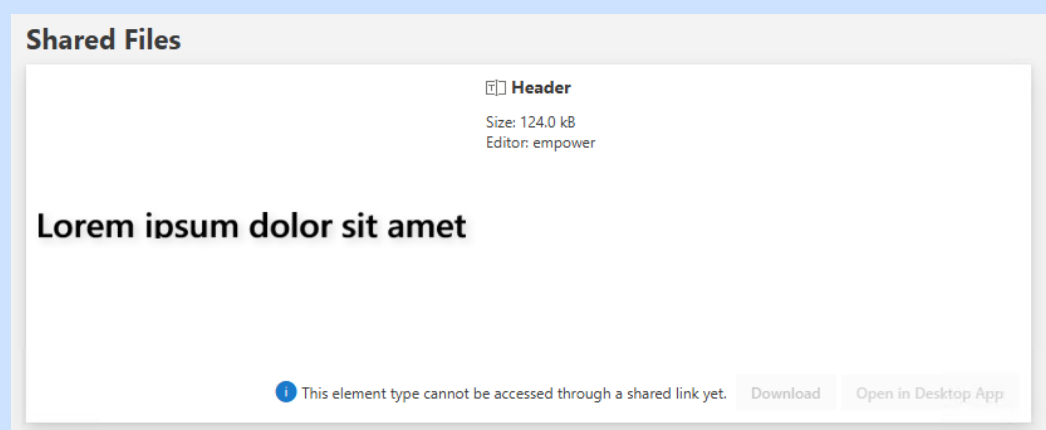 Shared Files
Header
Size: 124.0 kB
Editor: empower
Lorem ipsum dolor sit amet
This element type cannot be accessed through a shared link yet.
Download
Open in Desktop App